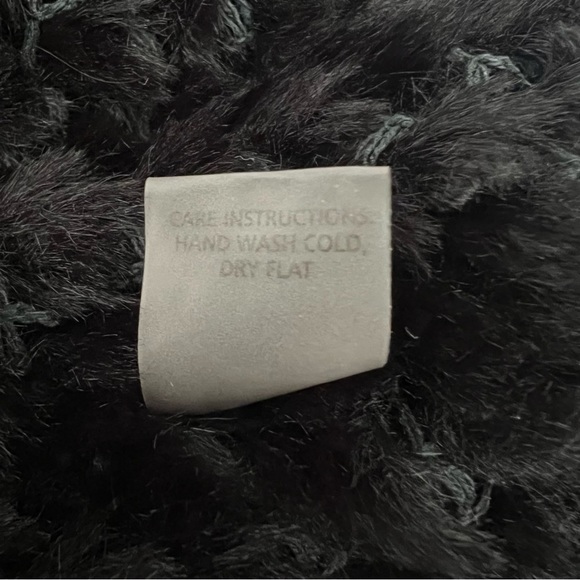 CARE INSTRUCTIONS:
HAND WASH COLD,
DRY FLAT